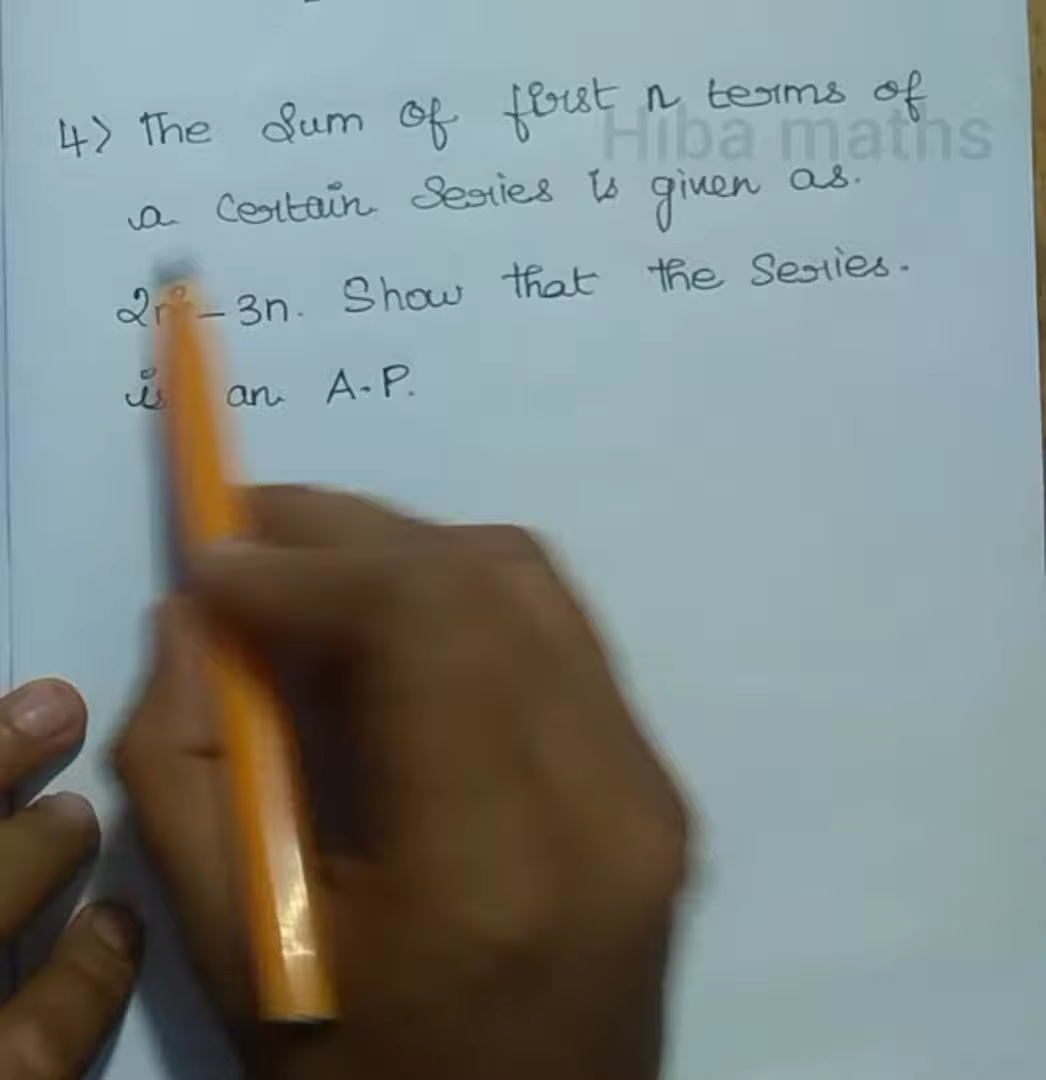 4) The Sum of first n terms of
Hiba maths
a certain Series is given as.
2n² - 3n. Show that the Series.
is an A.P.